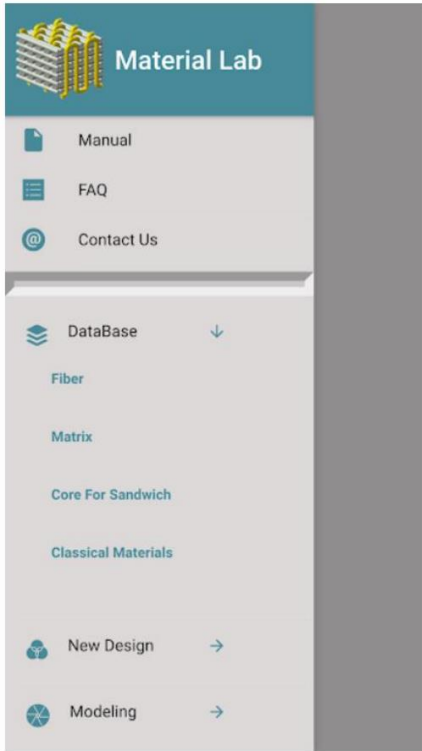 Material Lab
Manual
FAQ
Contact Us
DataBase
Fiber
Matrix
Core For Sandwich
Classical Materials
New Design
Modeling